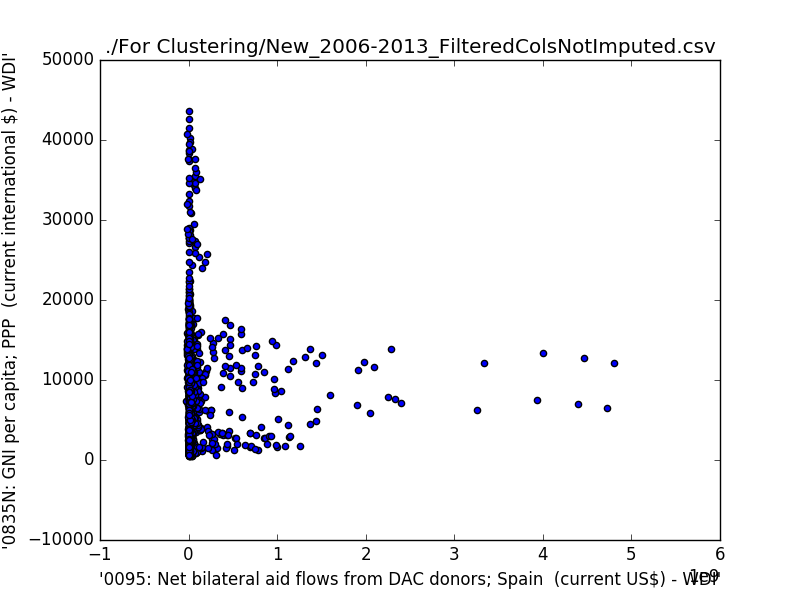 ./For Clustering/New_2006-2013_FilteredColsNotImputed.csv
50000
40000
30000
20000
10000
0
−10000
'0835N: GNI per capita; PPP  (current international $) - WDI'
−1 0 1 2 3 4 5 6
1e9
'0095: Net bilateral aid flows from DAC donors; Spain  (current US$) - WDI'